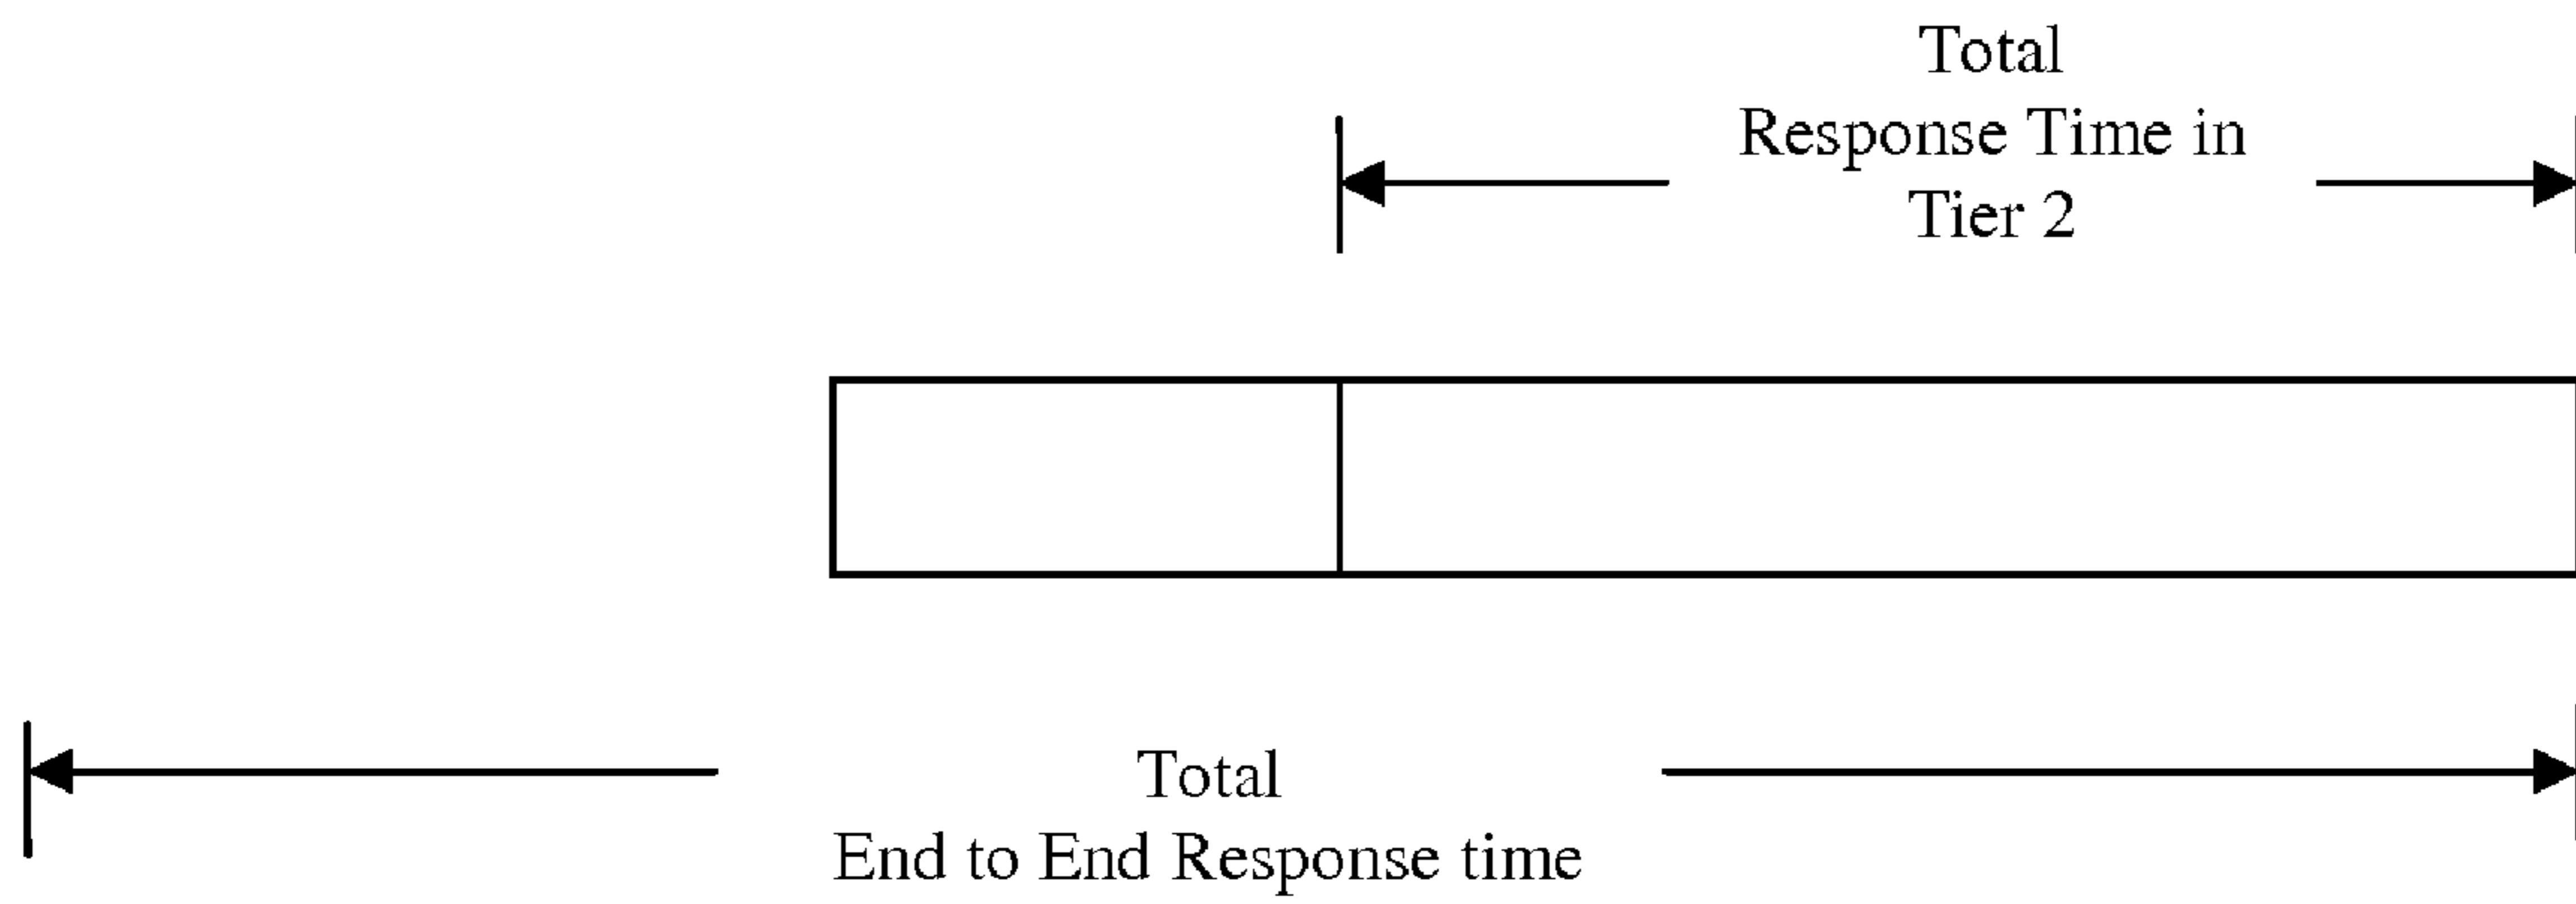 Total
Response Time in
Tier 2
Total
End to End Response time